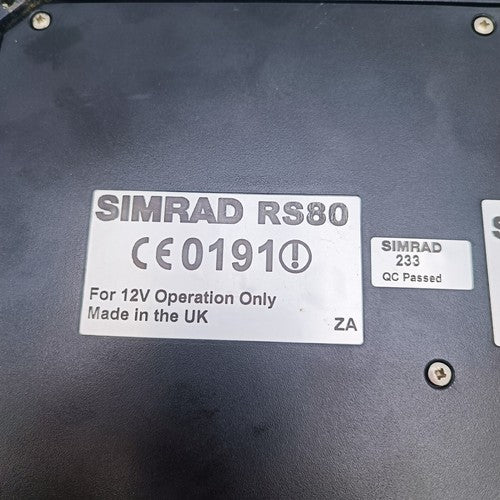 SIMRAD RS80
CE0191
For 12V Operation Only
Made in the UK
ZA
SIMRAD
233
QC Passed
S